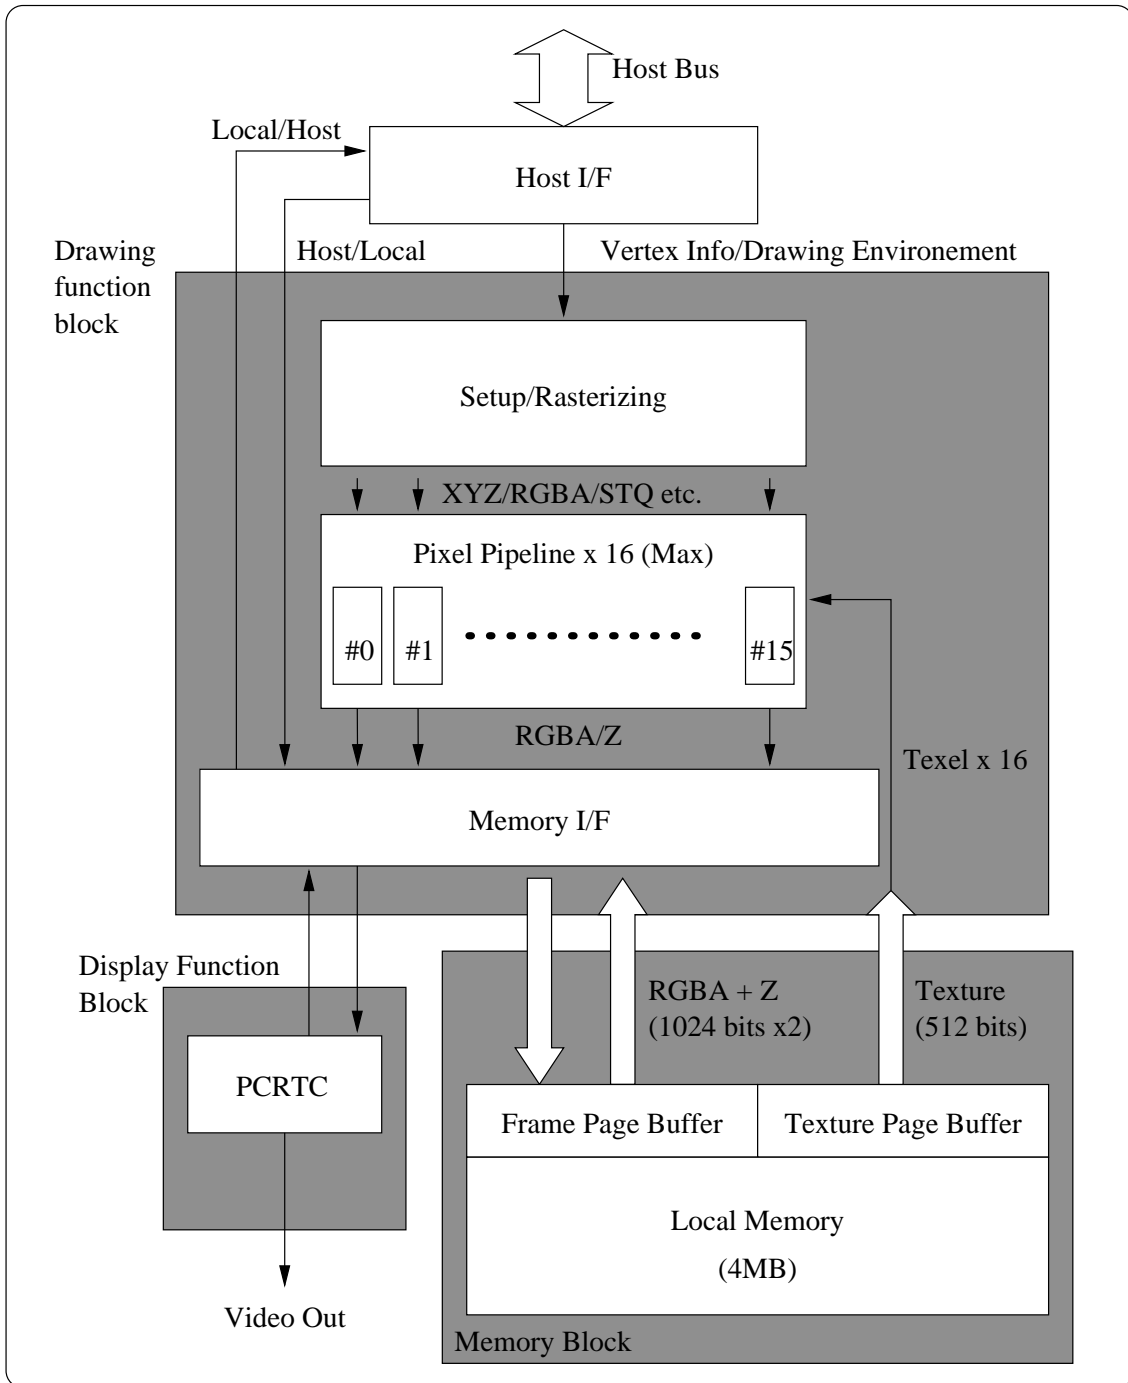 Host Bus
Local/Host
Host I/F
Drawing
function
block
Host/Local
Vertex Info/Drawing Environement
Setup/Rasterizing
XYZ/RGBA/STQ etc.
Pixel Pipeline x 16 (Max)
#0
#1
#15
RGBA/Z
Texel x 16
Memory I/F
Display Function
Block
RGBA + Z
(1024 bits x2)
Texture
(512 bits)
PCRTC
Frame Page Buffer
Texture Page Buffer
Local Memory
(4MB)
Video Out
Memory Block